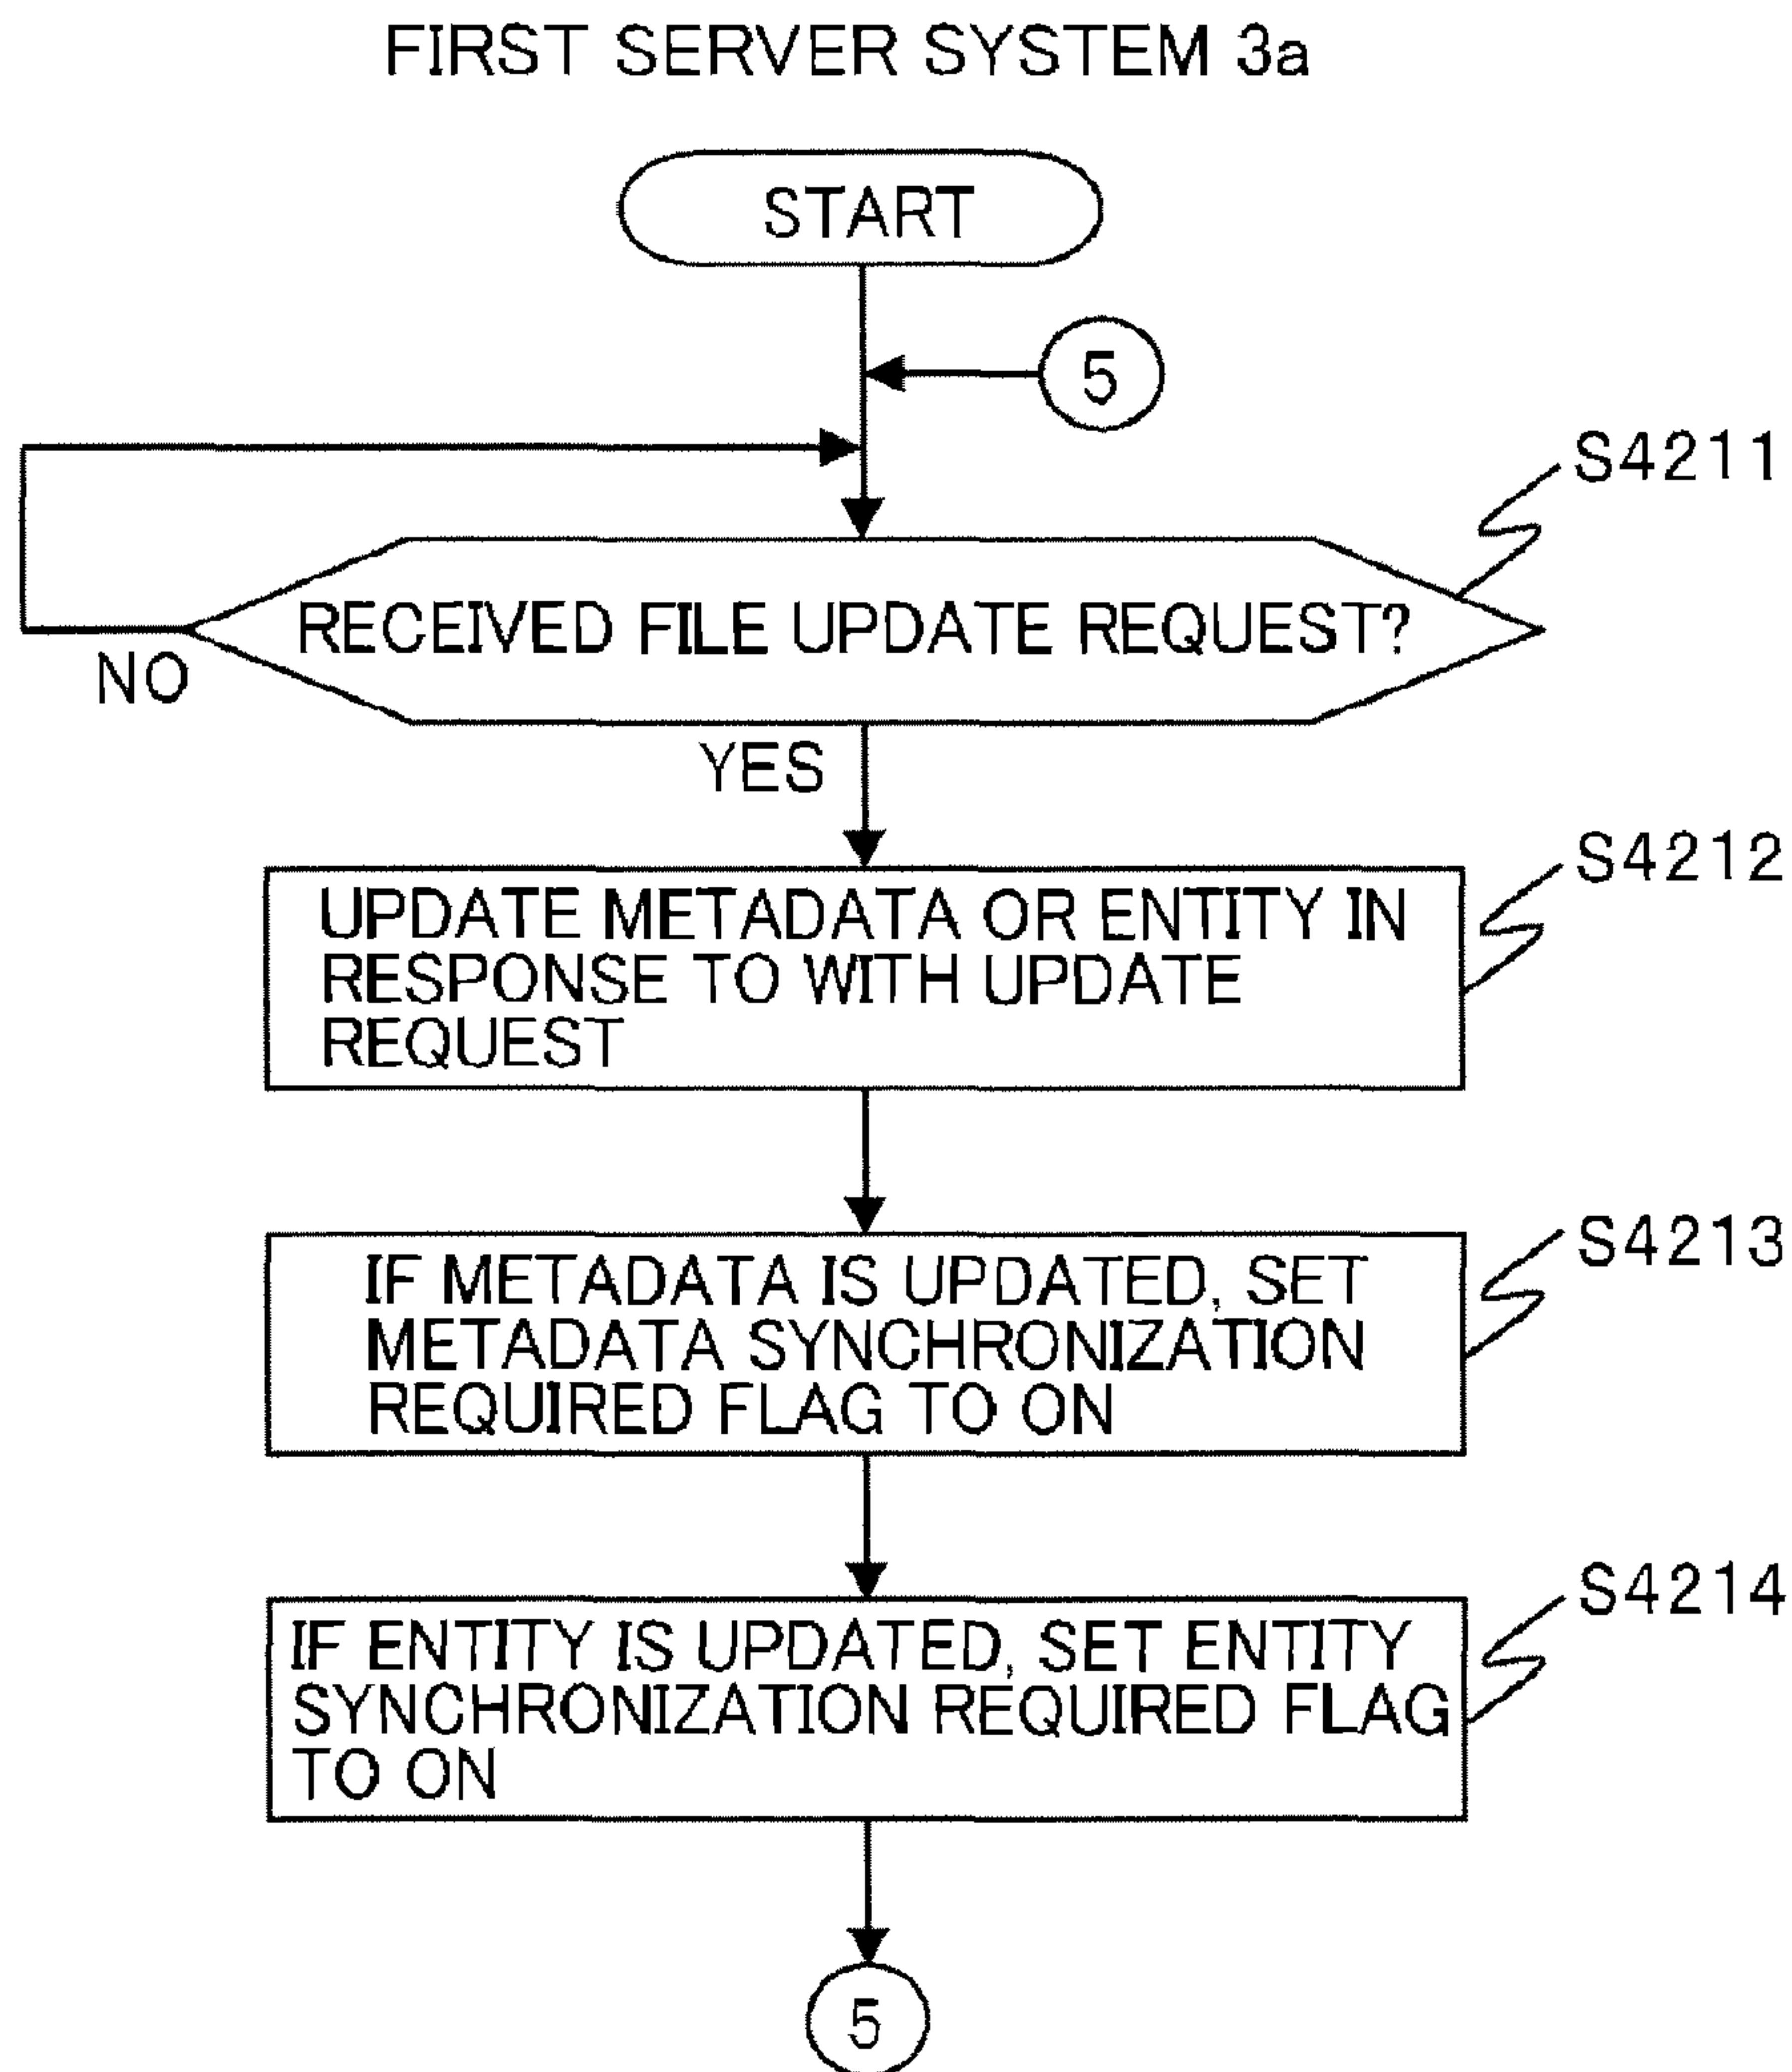 FIRST SERVER SYSTEM 3a
START
5
S4211
RECEIVED FILE UPDATE REQUEST?
NO
YES
S4212
UPDATE METADATA OR ENTITY IN
RESPONSE TO WITH UPDATE
REQUEST
S4213
IF METADATA IS UPDATED, SET
METADATA SYNCHRONIZATION
REQUIRED FLAG TO ON
S4214
IF ENTITY IS UPDATED, SET ENTITY
SYNCHRONIZATION REQUIRED FLAG
TO ON
5